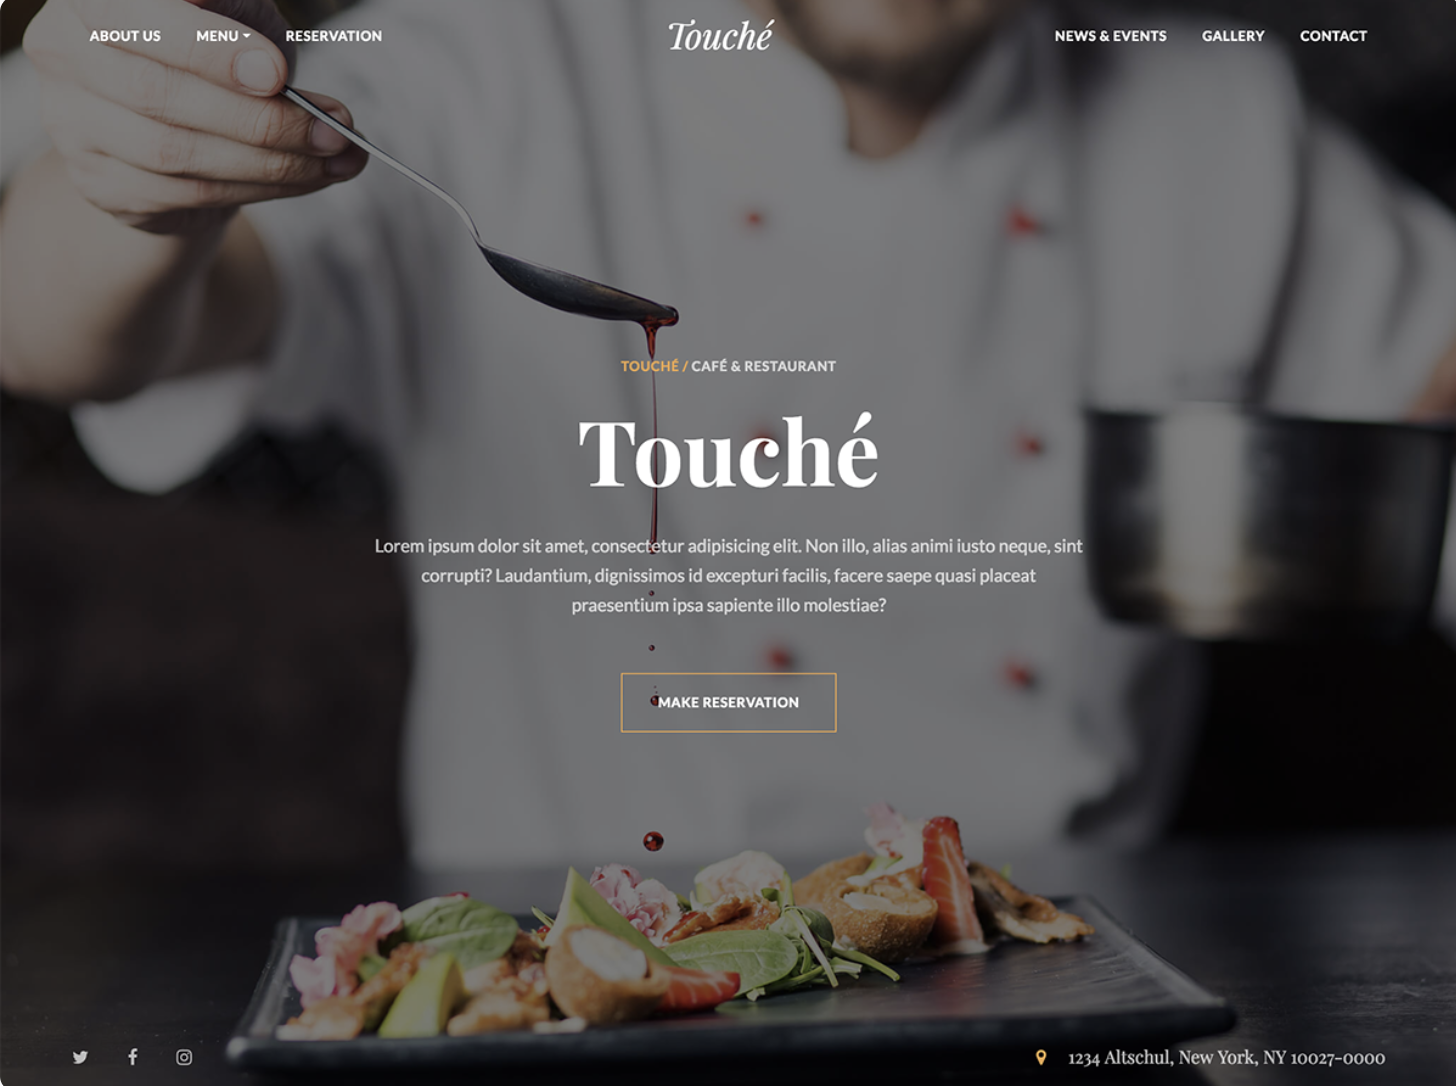 ABOUT US MENU RESERVATION Touché NEWS & EVENTS GALLERY CONTACT
TOUCHÉ / CAFÉ & RESTAURANT
Touché
Lorem ipsum dolor sit amet, consectetur adipisicing elit. Non illo, alias animi iusto neque, sint
corrupti? Laudantium, dignissimos id excepturi facilis, facere saepe quasi placeat
praesentium ipsa sapiente illo molestiae?
MAKE RESERVATION
1234 Altschul, New York, NY 10027-0000